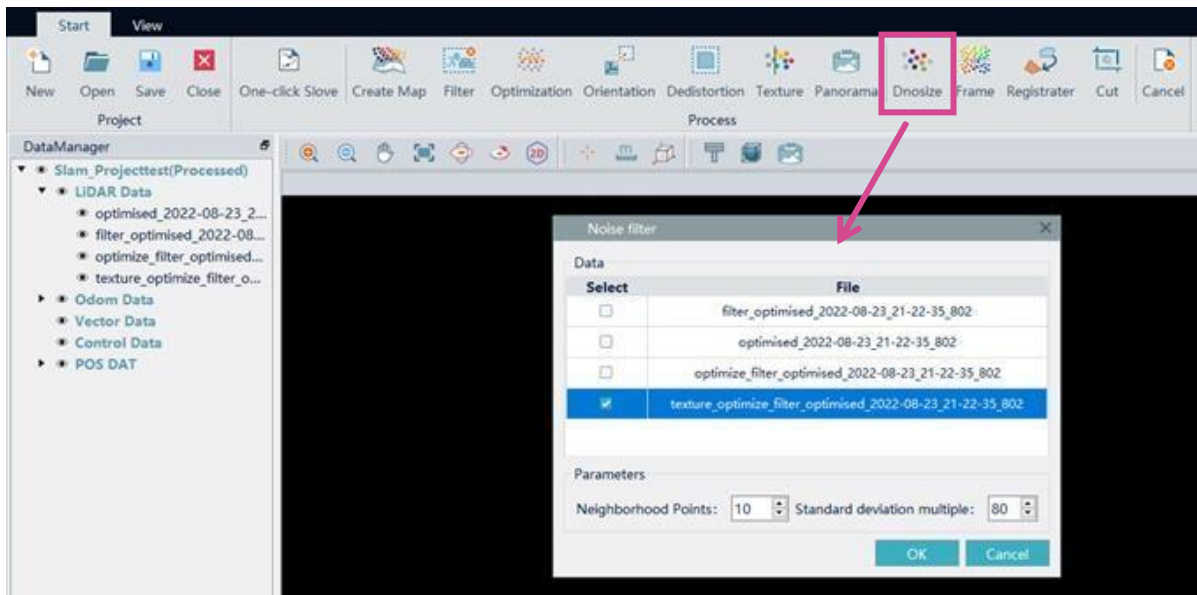 Start View
New Open Save Close One-click Slove Create Map Filter Optimization Orientation Dedistortion Texture Panorama Dnosize Frame Registrater Cut Cancel
Project Process
DataManager
2D
m
Slam_Projecttest(Processed)
LiDAR Data
optimised_2022-08-23_2...
filter_optimised_2022-08...
optimize_filter_optimised...
texture_optimize_filter_o...
Odom Data
Vector Data
Control Data
POS DAT
Noise filter
Data
Select File
filter_optimised_2022-08-23_21-22-35_802
optimised_2022-08-23_21-22-35_802
optimize_filter_optimised_2022-08-23_21-22-35_802
texture_optimize_filter_optimised_2022-08-23_21-22-35_802
Parameters
Neighborhood Points: 10 Standard deviation multiple: 80
OK Cancel